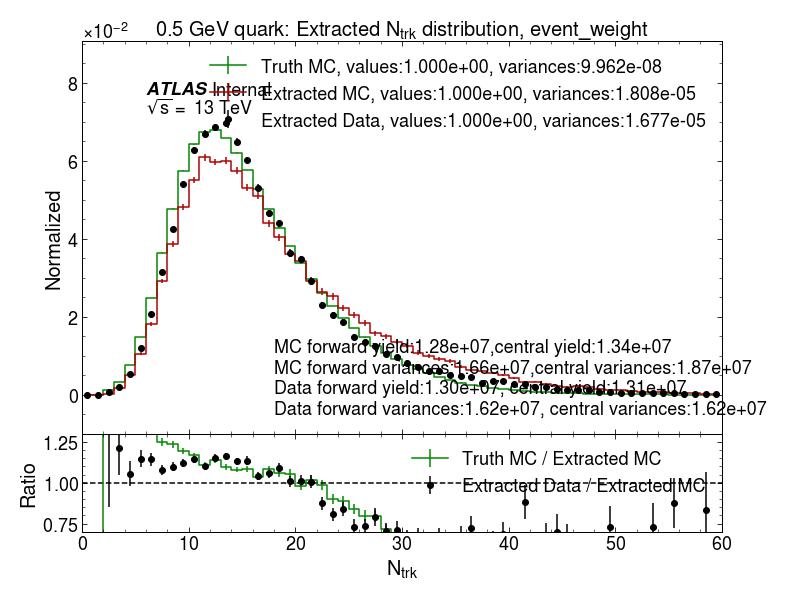 ×10⁻² 0.5 GeV quark: Extracted Nₜᵣₖ distribution, event_weight
Truth MC, values:1.000e+00, variances:9.962e-08
ATLAS Internal
Extracted MC, values:1.000e+00, variances:1.808e-05
√s = 13 TeV
Extracted Data, values:1.000e+00, variances:1.677e-05
8
6
4
2
0
Normalized
MC forward yield:1.28e+07,central yield:1.34e+07
MC forward variances:1.66e+07,central variances:1.87e+07
Data forward yield:1.30e+07, central yield:1.31e+07
Data forward variances:1.62e+07, central variances:1.62e+07
1.25
1.00
0.75
Ratio
Truth MC / Extracted MC
Extracted Data / Extracted MC
0 10 20 30 40 50 60
Nₜᵣₖ